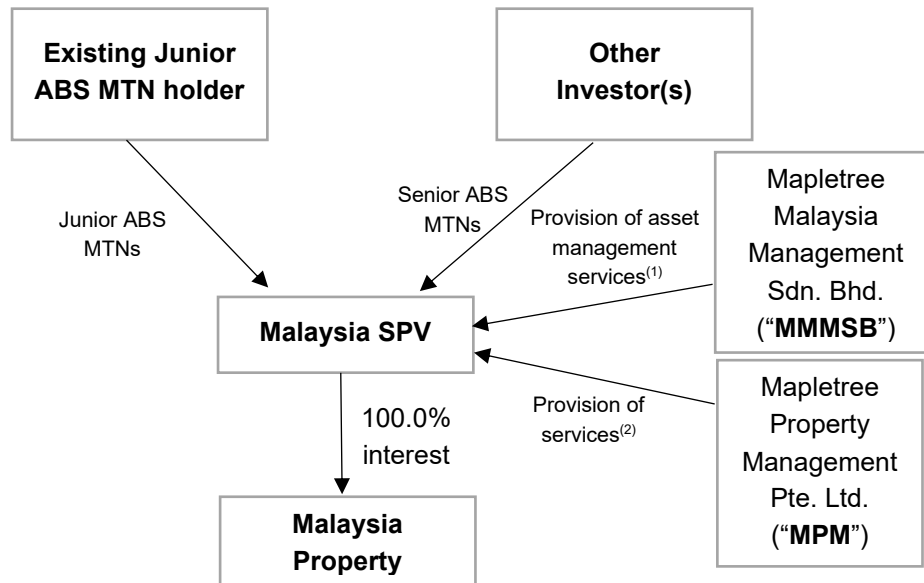 Existing Junior
ABS MTN holder
Other
Investor(s)
Junior ABS
MTNs
Senior ABS
MTNs
Provision of asset
management
services(1)
Mapletree
Malaysia
Management
Sdn. Bhd.
(“MMMSB”)
Malaysia SPV
100.0%
interest
Provision of
services(2)
Mapletree
Property
Management
Pte. Ltd.
(“MPM”)
Malaysia
Property